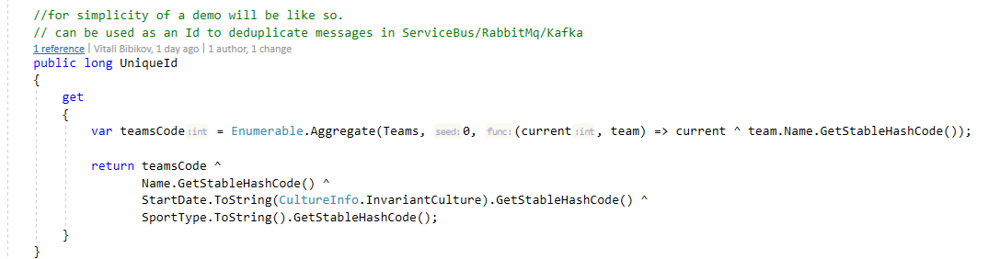 //for simplicity of a demo will be like so.
// can be used as an Id to deduplicate messages in ServiceBus/RabbitMq/Kafka
1 reference | Vitali Bibikov, 1 day ago | 1 author, 1 change
public long UniqueId
{
get
{
var teamsCode :int = Enumerable.Aggregate(Teams, seed: 0, func: (current :int , team) => current ^ team.Name.GetStableHashCode());
return teamsCode ^
Name.GetStableHashCode() ^
StartDate.ToString(CultureInfo.InvariantCulture).GetStableHashCode() ^
SportType.ToString().GetStableHashCode();
}
}